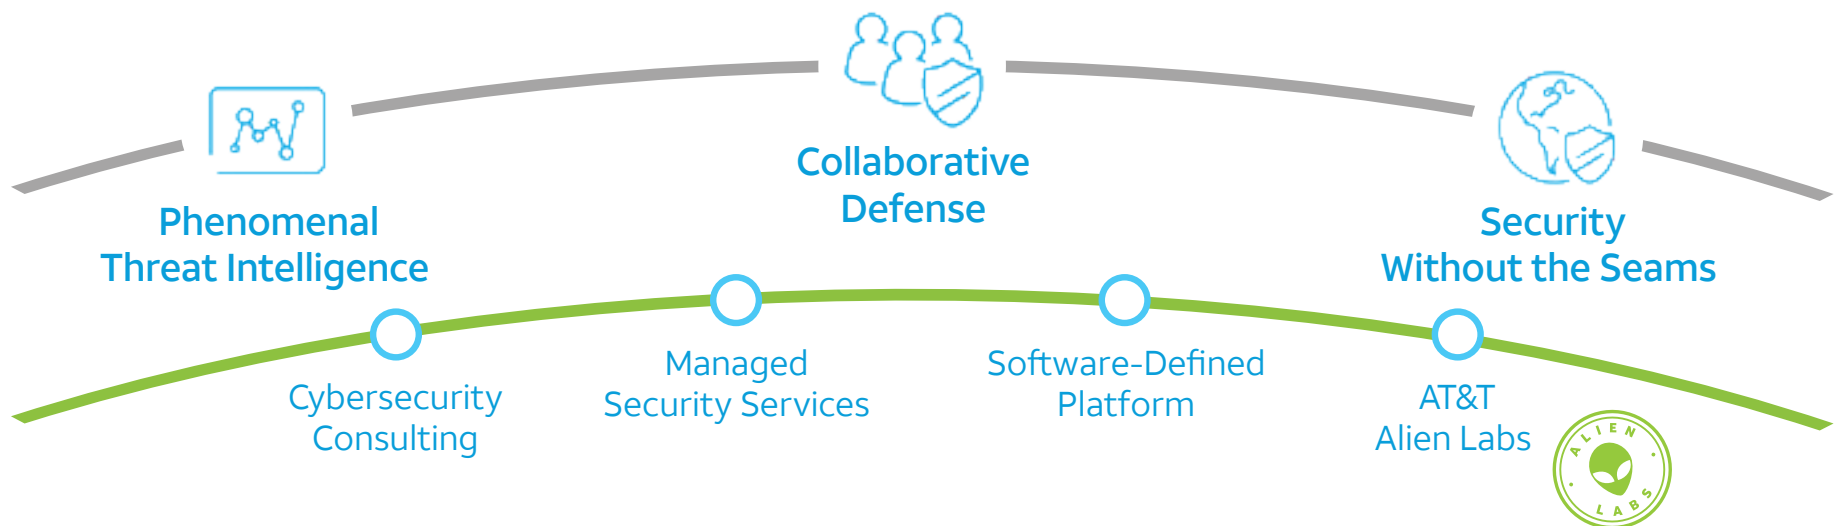 Collaborative
Defense
Phenomenal
Threat Intelligence
Security
Without the Seams
Cybersecurity
Consulting
Managed
Security Services
Software-Defined
Platform
AT&T
Alien Labs
ALIEN
LABS